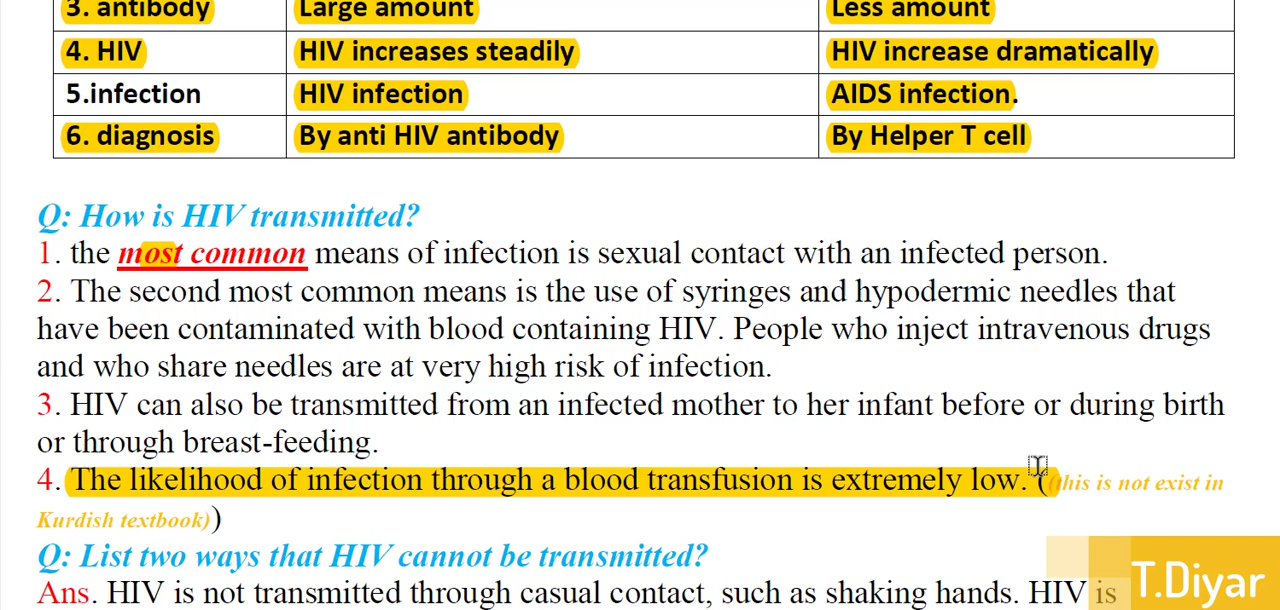 3. antibody Large amount Less amount
4. HIV HIV increases steadily HIV increase dramatically
5.infection HIV infection AIDS infection.
6. diagnosis By anti HIV antibody By Helper T cell
Q: How is HIV transmitted?
1. the most common means of infection is sexual contact with an infected person.
2. The second most common means is the use of syringes and hypodermic needles that
have been contaminated with blood containing HIV. People who inject intravenous drugs
and who share needles are at very high risk of infection.
3. HIV can also be transmitted from an infected mother to her infant before or during birth
or through breast-feeding.
4. The likelihood of infection through a blood transfusion is extremely low. ((this is not exist in
Kurdish textbook))
Q: List two ways that HIV cannot be transmitted?
Ans. HIV is not transmitted through casual contact, such as shaking hands. HIV is
T.Diyar